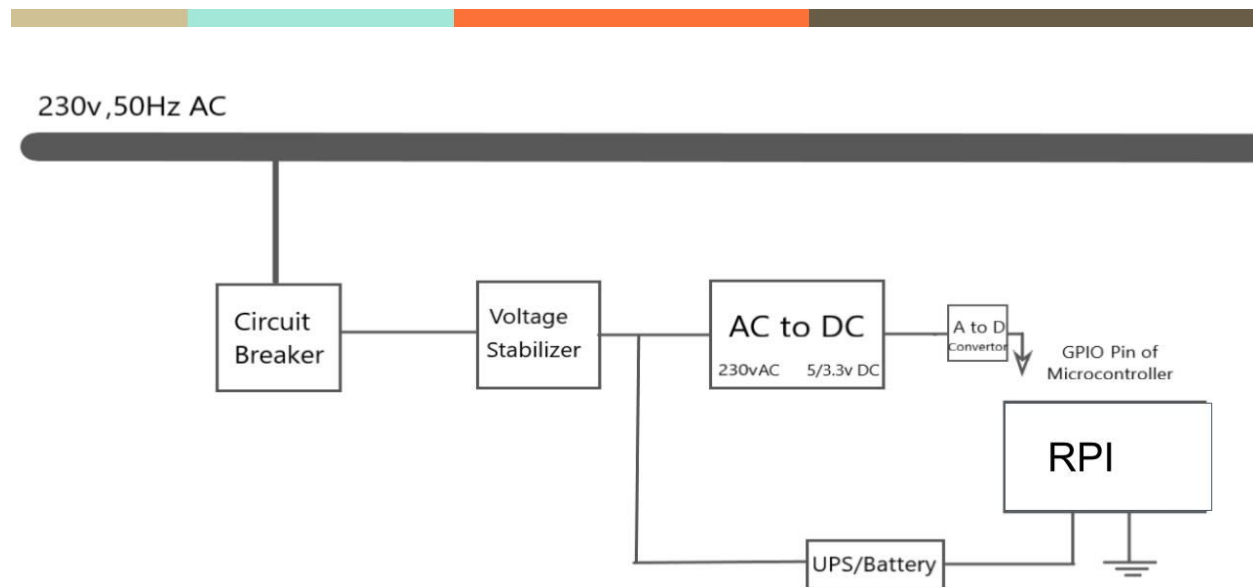 230v,50Hz AC
Circuit
Breaker
Voltage
Stabilizer
AC to DC
230vAC 5/3.3v DC
A to D
Convertor
GPIO Pin of
Microcontroller
RPI
UPS/Battery